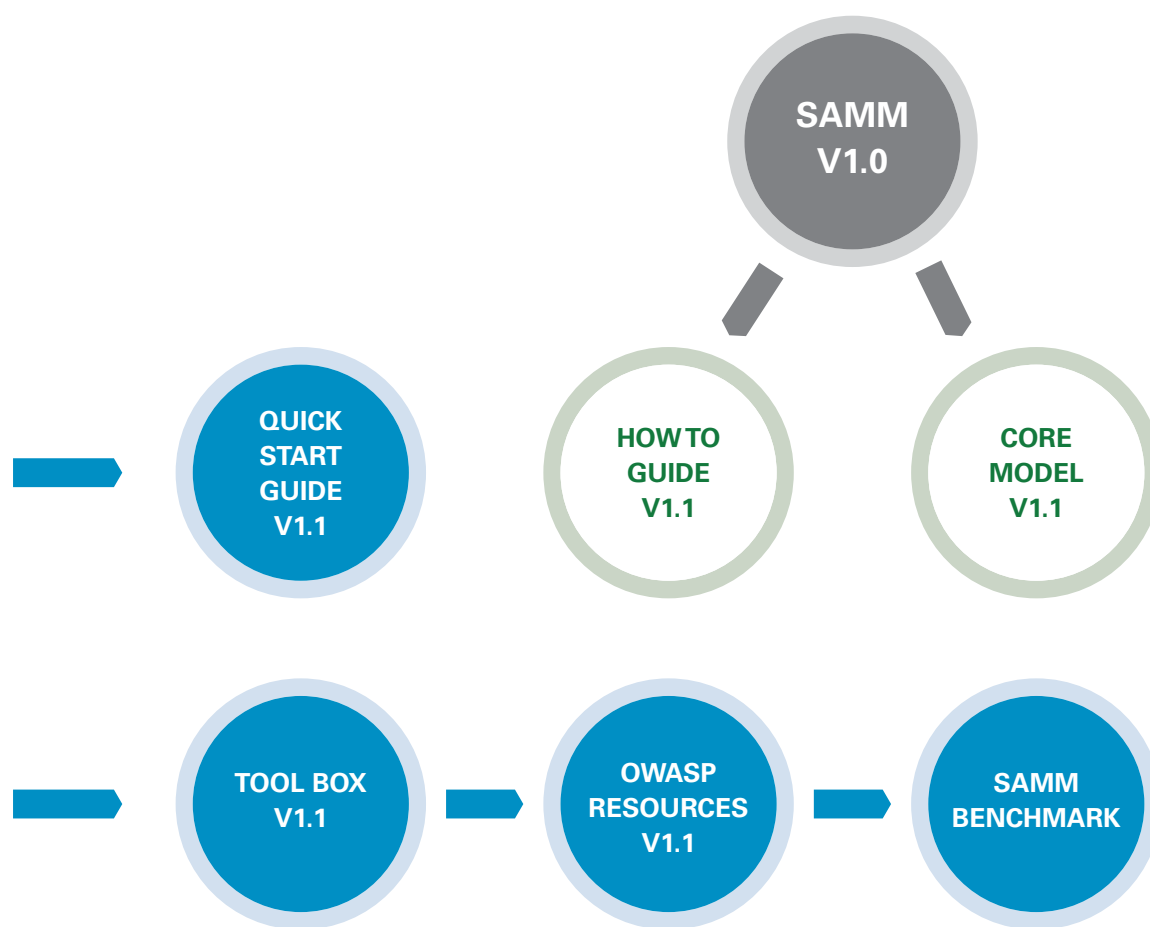 SAMM
V1.0
QUICK
START
GUIDE
V1.1
HOW TO
GUIDE
V1.1
CORE
MODEL
V1.1
TOOL BOX
V1.1
OWASP
RESOURCES
V1.1
SAMM
BENCHMARK